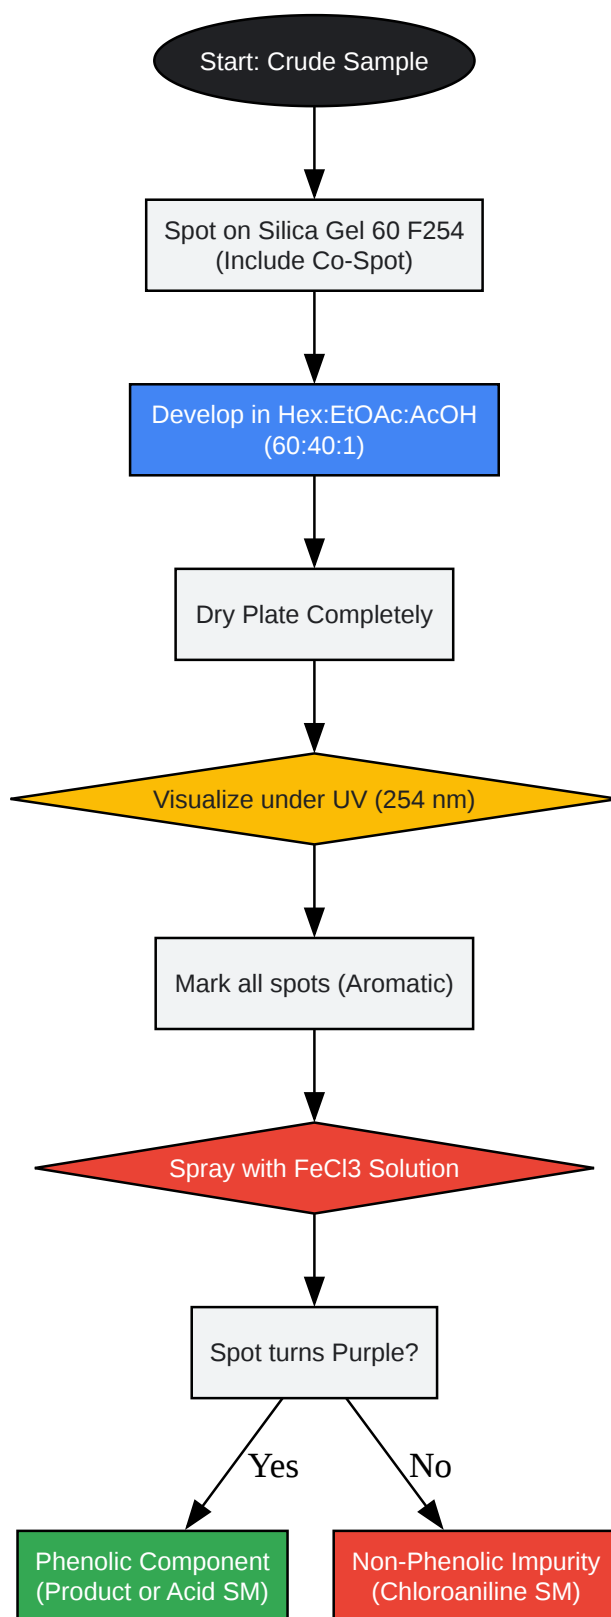 Start: Crude Sample
Spot on Silica Gel 60 F254
(Include Co-Spot)
Develop in Hex:EtOAc:AcOH
(60:40:1)
Dry Plate Completely
Visualize under UV (254 nm)
Mark all spots (Aromatic)
Spray with FeCl3 Solution
Spot turns Purple?
Yes
No
Phenolic Component
(Product or Acid SM)
Non-Phenolic Impurity
(Chloroaniline SM)